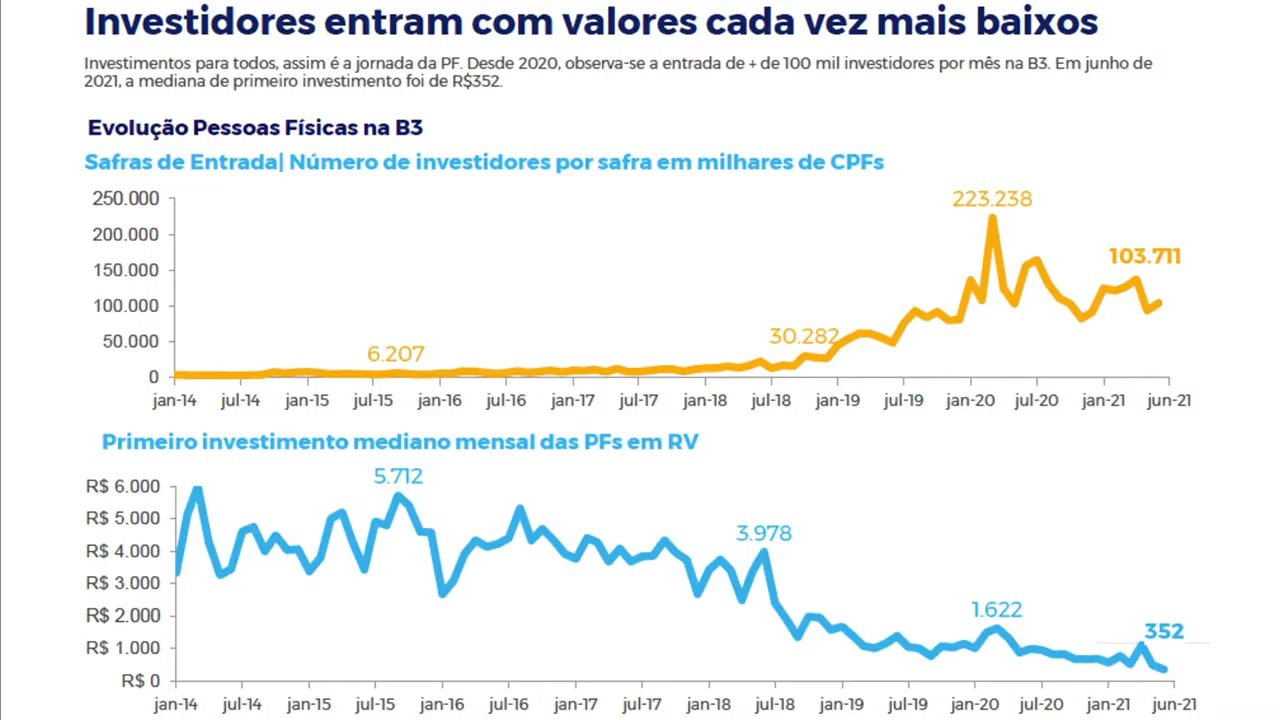 Investidores entram com valores cada vez mais baixos
Investimentos para todos, assim é a jornada da PF. Desde 2020, observa-se a entrada de + de 100 mil investidores por mês na B3. Em junho de
2021, a mediana de primeiro investimento foi de R$352.
Evolução Pessoas Físicas na B3
Safras de Entrada| Número de investidores por safra em milhares de CPFs
250.000
200.000
150.000
100.000
50.000
0
6.207
30.282
223.238
103.711
jan-14 jul-14 jan-15 jul-15 jan-16 jul-16 jan-17 jul-17 jan-18 jul-18 jan-19 jul-19 jan-20 jul-20 jan-21 jun-21
Primeiro investimento mediano mensal das PFs em RV
R$ 6.000
R$ 5.000
R$ 4.000
R$ 3.000
R$ 2.000
R$ 1.000
R$ 0
5.712
3.978
1.622
352
jan-14 jul-14 jan-15 jul-15 jan-16 jul-16 jan-17 jul-17 jan-18 jul-18 jan-19 jul-19 jan-20 jul-20 jan-21 jun-21